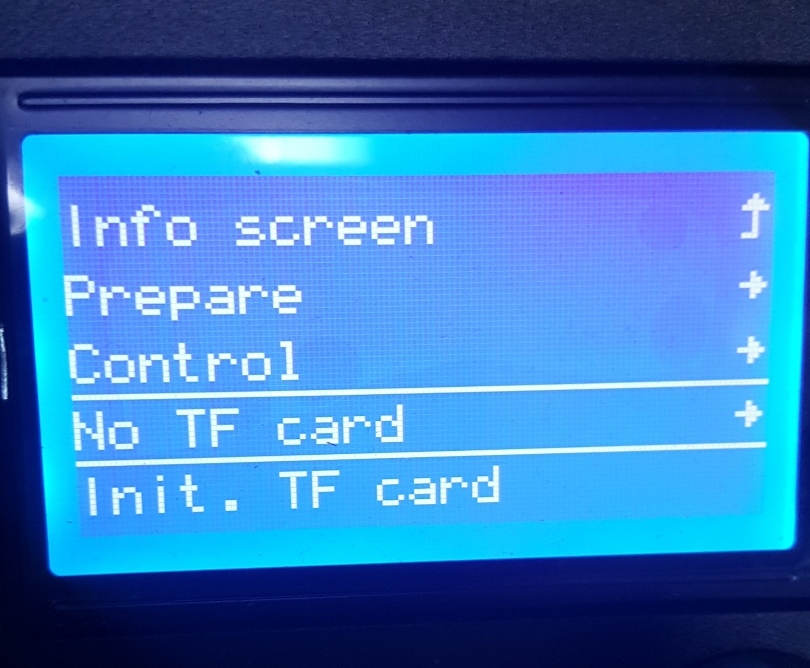 Info screen
Prepare
Control
No TF card
Init. TF card